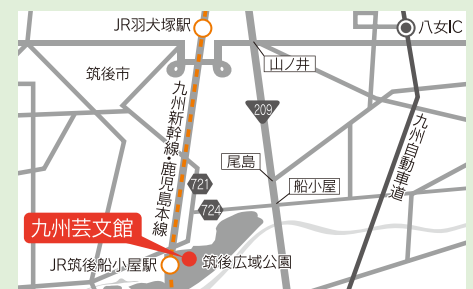 JR羽犬塚駅
八女IC
山ノ井
筑後市
209
九州新幹線・鹿児島本線
九州自動車道
尾島
721
船小屋
724
九州芸文館
JR筑後船小屋駅
筑後広域公園